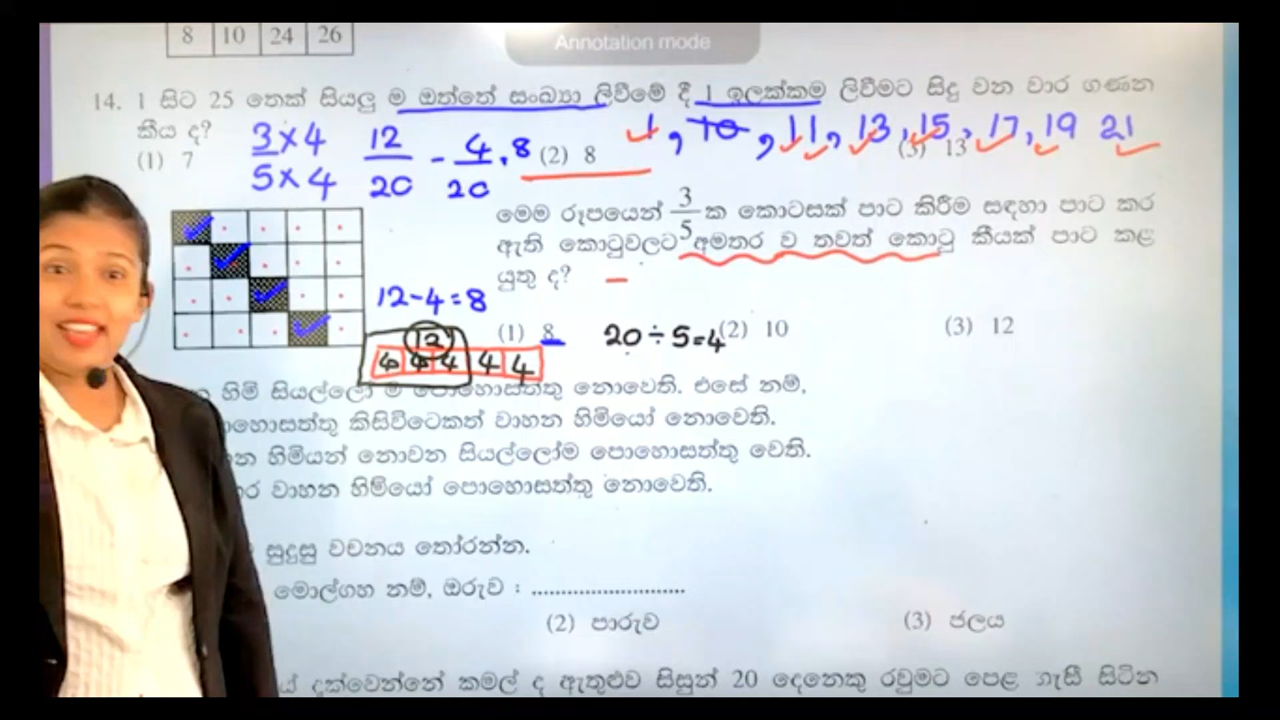 8 10 24 26
Annotation mode
14. 1 සිට 25 තෙක් සියලු ම ඔත්තේ සංඛ්‍යා ලිවීමේ දී 1 ඉලක්කම ලිවීමට සිදු වන වාර ගණන
කීය ද?
1, 10, 11, 13, 15, 17, 19 21
(1) 7 (2) 8 (3) 13
3 × 4 12 - 4 . 8
5 × 4 20 20
මෙම රූපයෙන් 3/5 ක කොටසක් පාට කිරීම සඳහා පාට කර
ඇති කොටුවලට අමතර ව තවත් කොටු කීයක් පාට කළ
යුතු ද?
12-4=8
(1) 8 20÷5=4 (2) 10 (3) 12
12
4 4 4 4 4
හිමි සියල්ලෝ ම පොහොසත්තු නොවෙති. එසේ නම්,
කිසිවිටෙකත් වාහන හිමියෝ නොවෙති.
හිමියන් නොවන සියල්ලෝම පොහොසත්තු වෙති.
වාහන හිමියෝ පොහොසත්තු නොවෙති.
සුදුසු වචනය තෝරන්න.
මොල්ගහ නම්, ඔරුව : ..........................
(2) පාරුව (3) ජලය
දක්වෙන්නේ කමල් ද ඇතුළුව සිසුන් 20 දෙනෙකු රවුමට පෙළ ගැසී සිටින